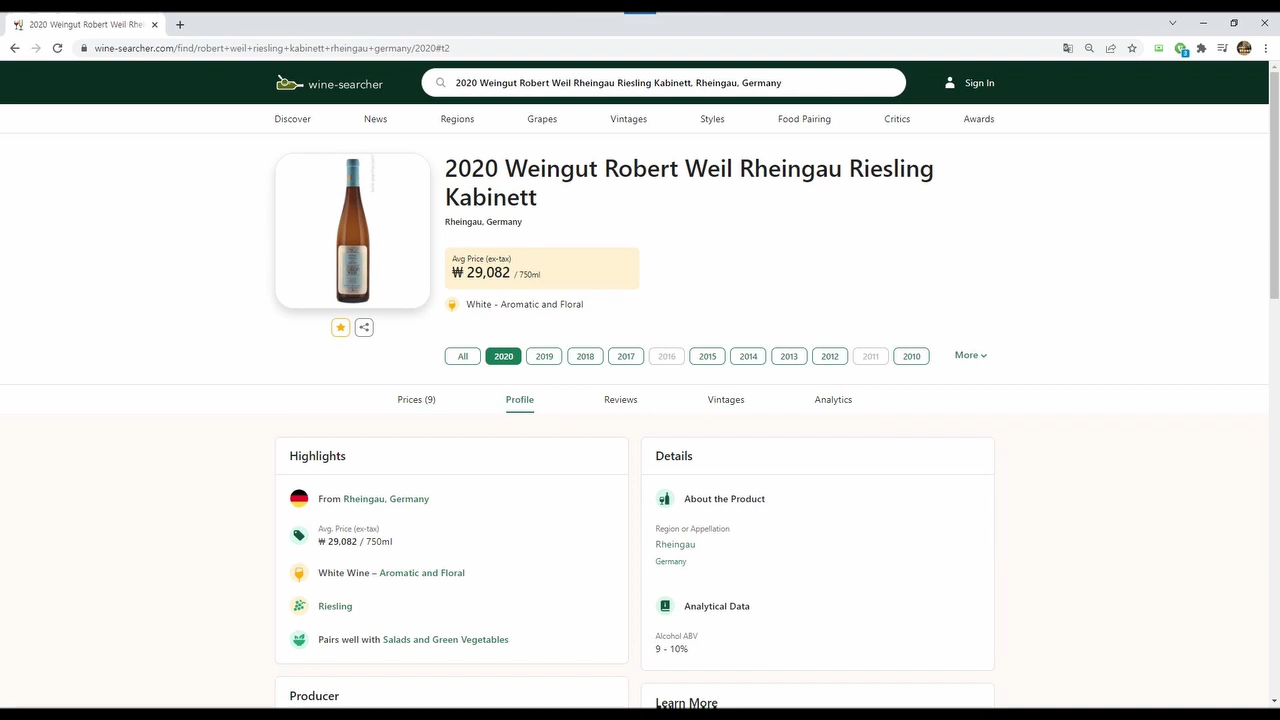 2020 Weingut Robert Weil Rhei
wine-searcher.com/find/robert+weil+riesling+kabinett+rheingau+germany/2020#t2
wine-searcher
2020 Weingut Robert Weil Rheingau Riesling Kabinett, Rheingau, Germany
Sign In
Discover
News
Regions
Grapes
Vintages
Styles
Food Pairing
Critics
Awards
2020 Weingut Robert Weil Rheingau Riesling
Kabinett
Rheingau, Germany
Avg Price (ex-tax)
₩ 29,082 / 750ml
White - Aromatic and Floral
All
2020
2019
2018
2017
2016
2015
2014
2013
2012
2011
2010
More
Prices (9)
Profile
Reviews
Vintages
Analytics
Highlights
From Rheingau, Germany
Avg. Price (ex-tax)
₩ 29,082 / 750ml
White Wine – Aromatic and Floral
Riesling
Pairs well with Salads and Green Vegetables
Producer
Details
About the Product
Region or Appellation
Rheingau
Germany
Analytical Data
Alcohol ABV
9 - 10%
Learn More